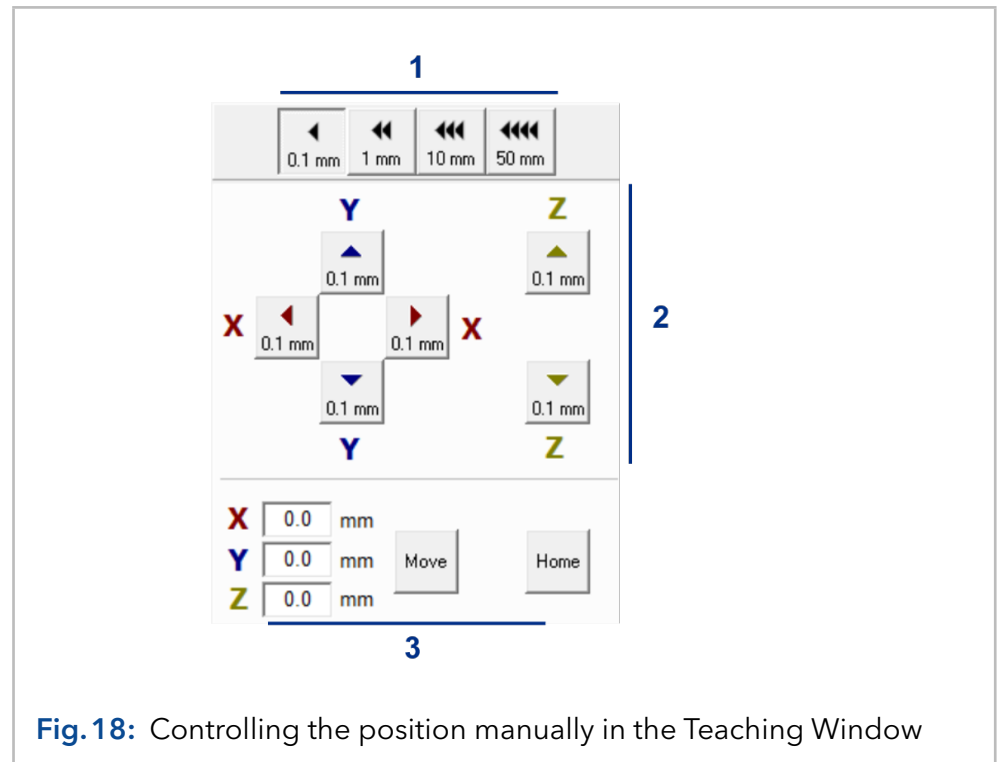 1
0.1 mm 1 mm 10 mm 50 mm
Y Z
0.1 mm 0.1 mm
X 0.1 mm 0.1 mm X
2
0.1 mm 0.1 mm
Y Z
X 0.0 mm
Y 0.0 mm Move Home
Z 0.0 mm
3
Fig.18: Controlling the position manually in the Teaching Window